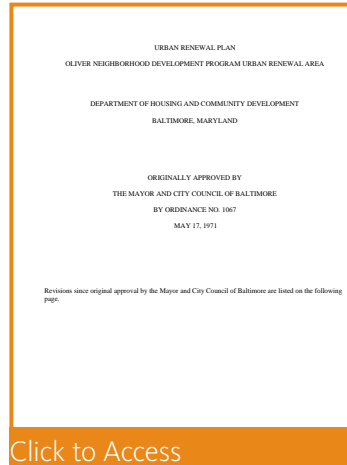 URBAN RENEWAL PLAN
OLIVER NEIGHBORHOOD DEVELOPMENT PROGRAM URBAN RENEWAL AREA
DEPARTMENT OF HOUSING AND COMMUNITY DEVELOPMENT
BALTIMORE, MARYLAND
ORIGINALLY APPROVED BY
THE MAYOR AND CITY COUNCIL OF BALTIMORE
BY ORDINANCE NO. 1067
MAY 17, 1971
Revisions since original approval by the Mayor and City Council of Baltimore are listed on the following
page.
Click to Access